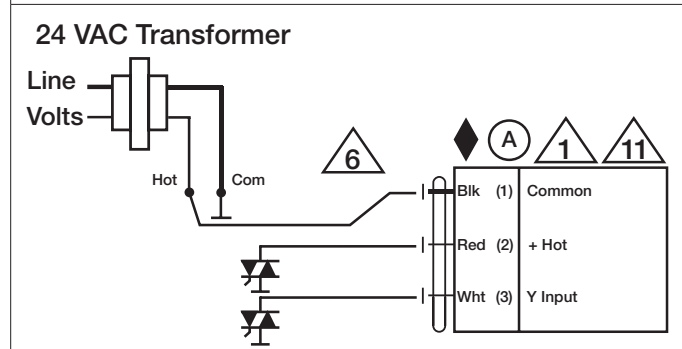 24 VAC Transformer
Line
Volts
Hot
Com
6
A
1
11
Blk (1) Common
Red (2) + Hot
Wht (3) Y Input